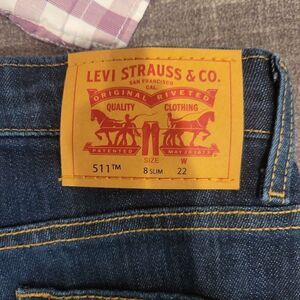 LEVI STRAUSS & CO.
SAN FRANCISCO
CAL.
ORIGINAL RIVETED
QUALITY CLOTHING
PATENTED MAY 20 1873
SIZE W
511™ 8 SLIM 22